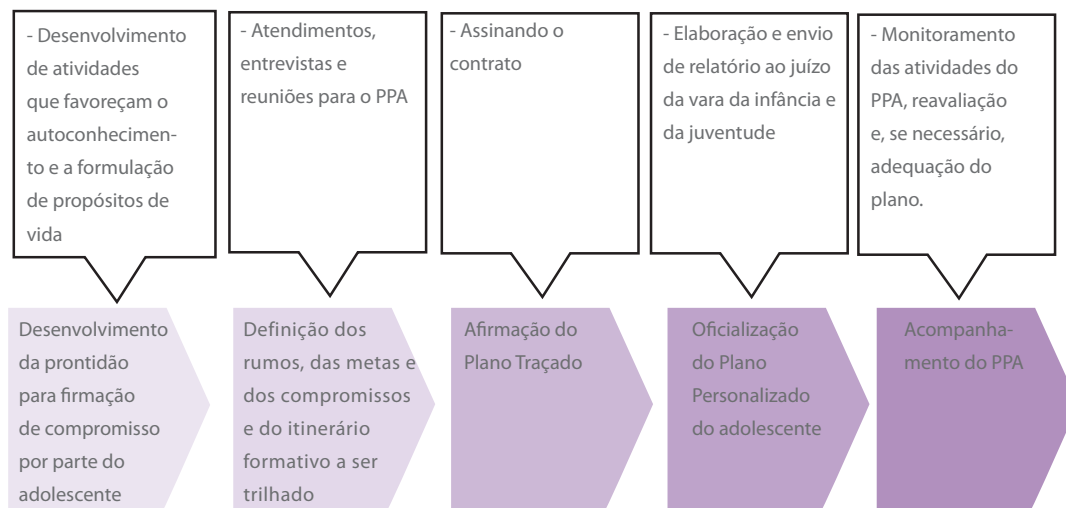 - Desenvolvimento
de atividades
que favoreçam o
autoconhecimen-
to e a formulação
de propósitos de
vida
- Atendimentos,
entrevistas e
reuniões para o PPA
- Assinando o
contrato
- Elaboração e envio
de relatório ao juízo
da vara da infância e
da juventude
- Monitoramento
das atividades do
PPA, reavaliação
e, se necessário,
adequação do
plano.
Desenvolvimento
da prontidão
para firmação
de compromisso
por parte do
adolescente
Definição dos
rumos, das metas e
dos compromissos
e do itinerário
formativo a ser
trilhado
Afirmação do
Plano Traçado
Oficialização
do Plano
Personalizado
do adolescente
Acompanha-
mento do PPA